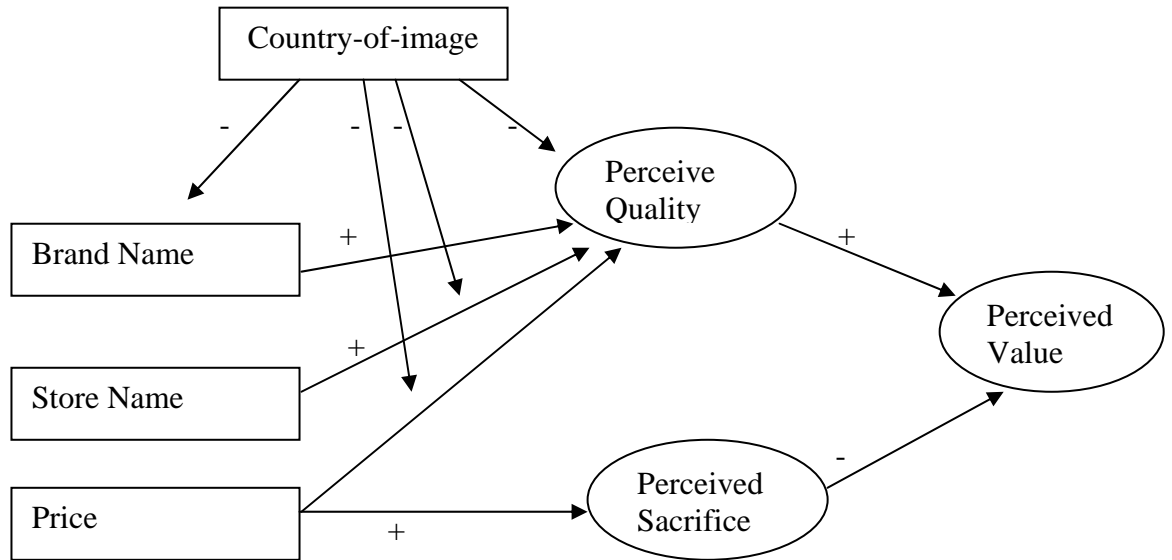 Country-of-image
- - - -
Perceive
Quality
+
+
Brand Name
Perceived
Value
+
Store Name
-
Perceived
Sacrifice
Price
+